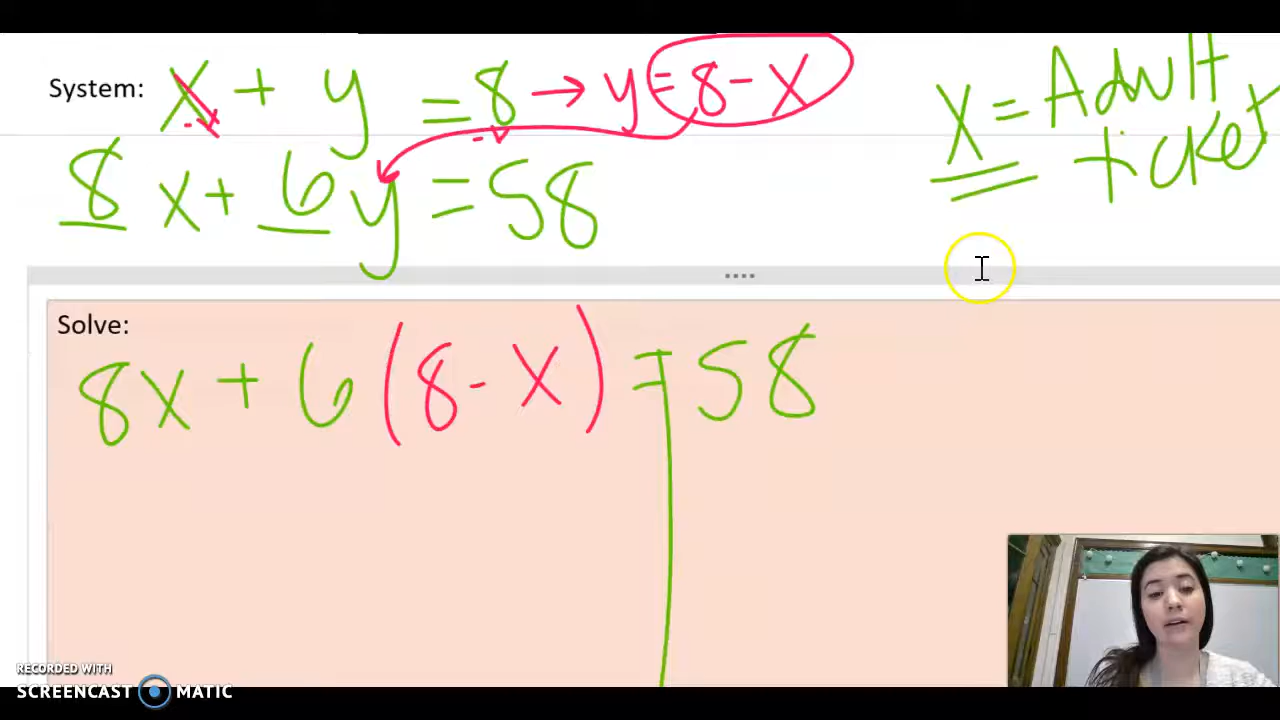 System: x + y = 8 → y = 8 - x
-x -x
8x + 6y = 58
x = Adult
ticket
Solve:
8x + 6(8 - x) = 58
RECORDED WITH
SCREENCAST MATIC